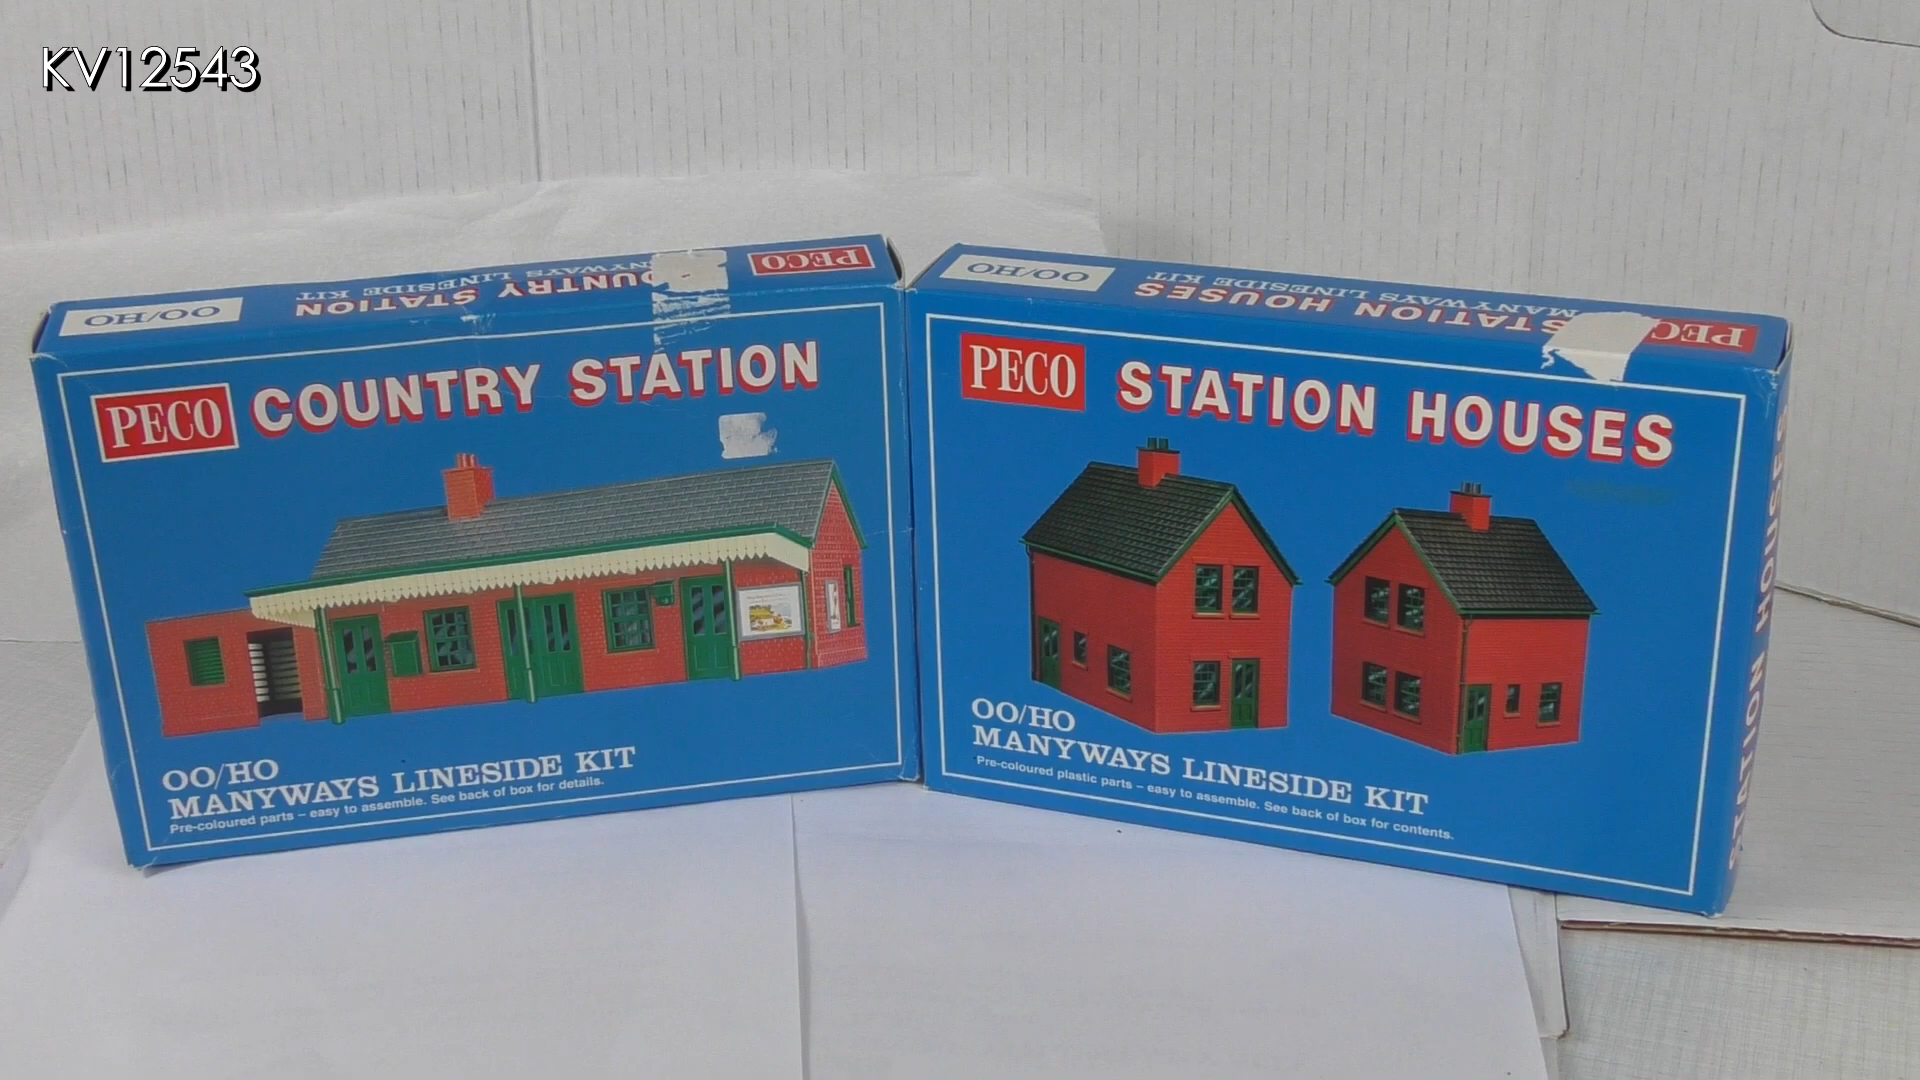 KV12543
OO/HO
COUNTRY STATION
MANYWAYS LINESIDE KIT
PECO
PECO COUNTRY STATION
OO/HO
MANYWAYS LINESIDE KIT
Pre-coloured parts – easy to assemble. See back of box for details.
OO/HO
STATION HOUSES
MANYWAYS LINESIDE KIT
PECO
PECO STATION HOUSES
OO/HO
MANYWAYS LINESIDE KIT
Pre-coloured plastic parts – easy to assemble. See back of box for contents.
STATION HOUSES